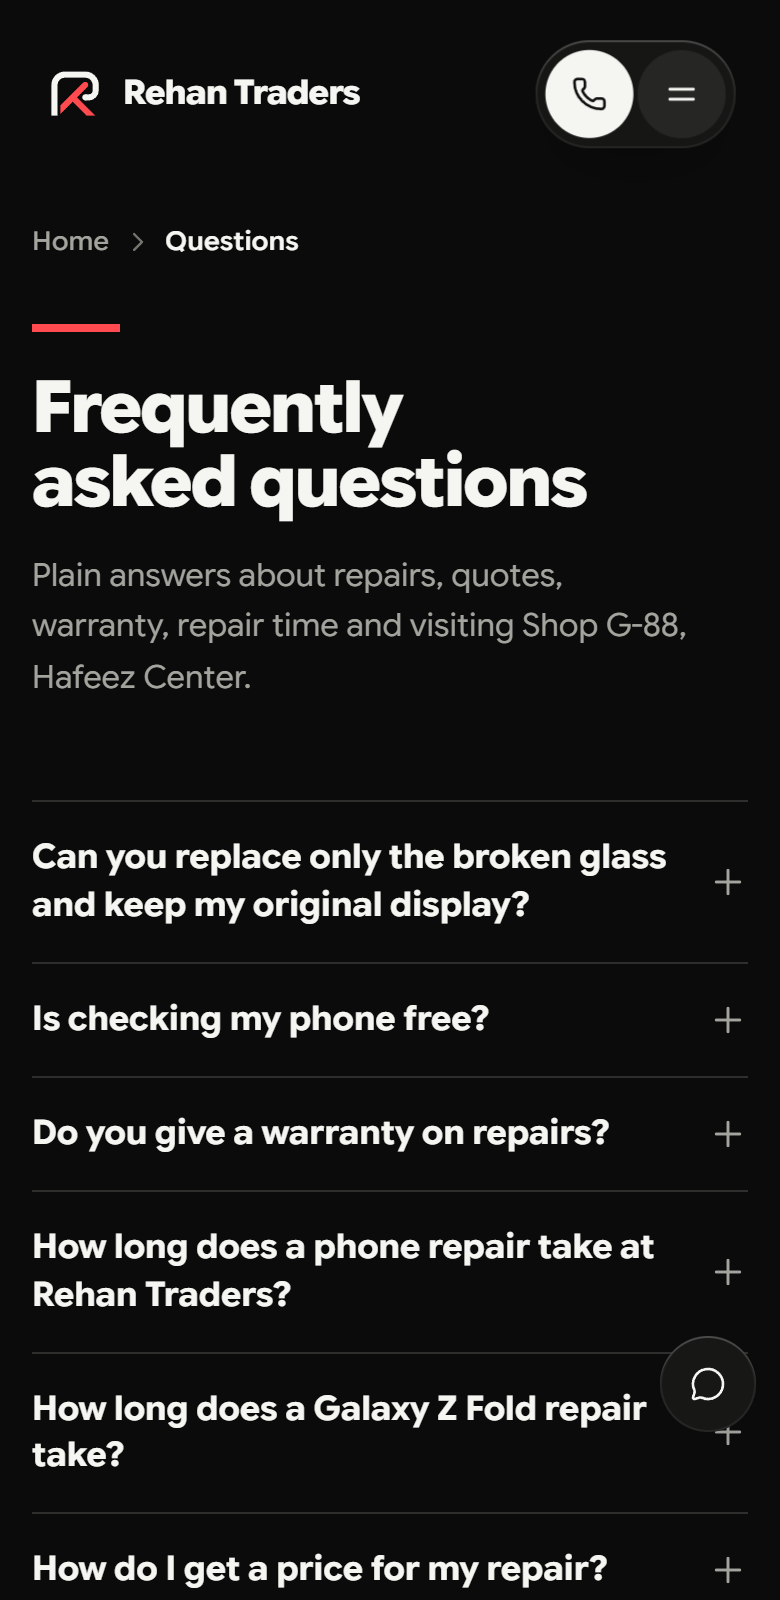 Rehan Traders
Home > Questions
Frequently
asked questions
Plain answers about repairs, quotes,
warranty, repair time and visiting Shop G-88,
Hafeez Center.
Can you replace only the broken glass
and keep my original display?
Is checking my phone free?
Do you give a warranty on repairs?
How long does a phone repair take at
Rehan Traders?
How long does a Galaxy Z Fold repair
take?
How do I get a price for my repair?